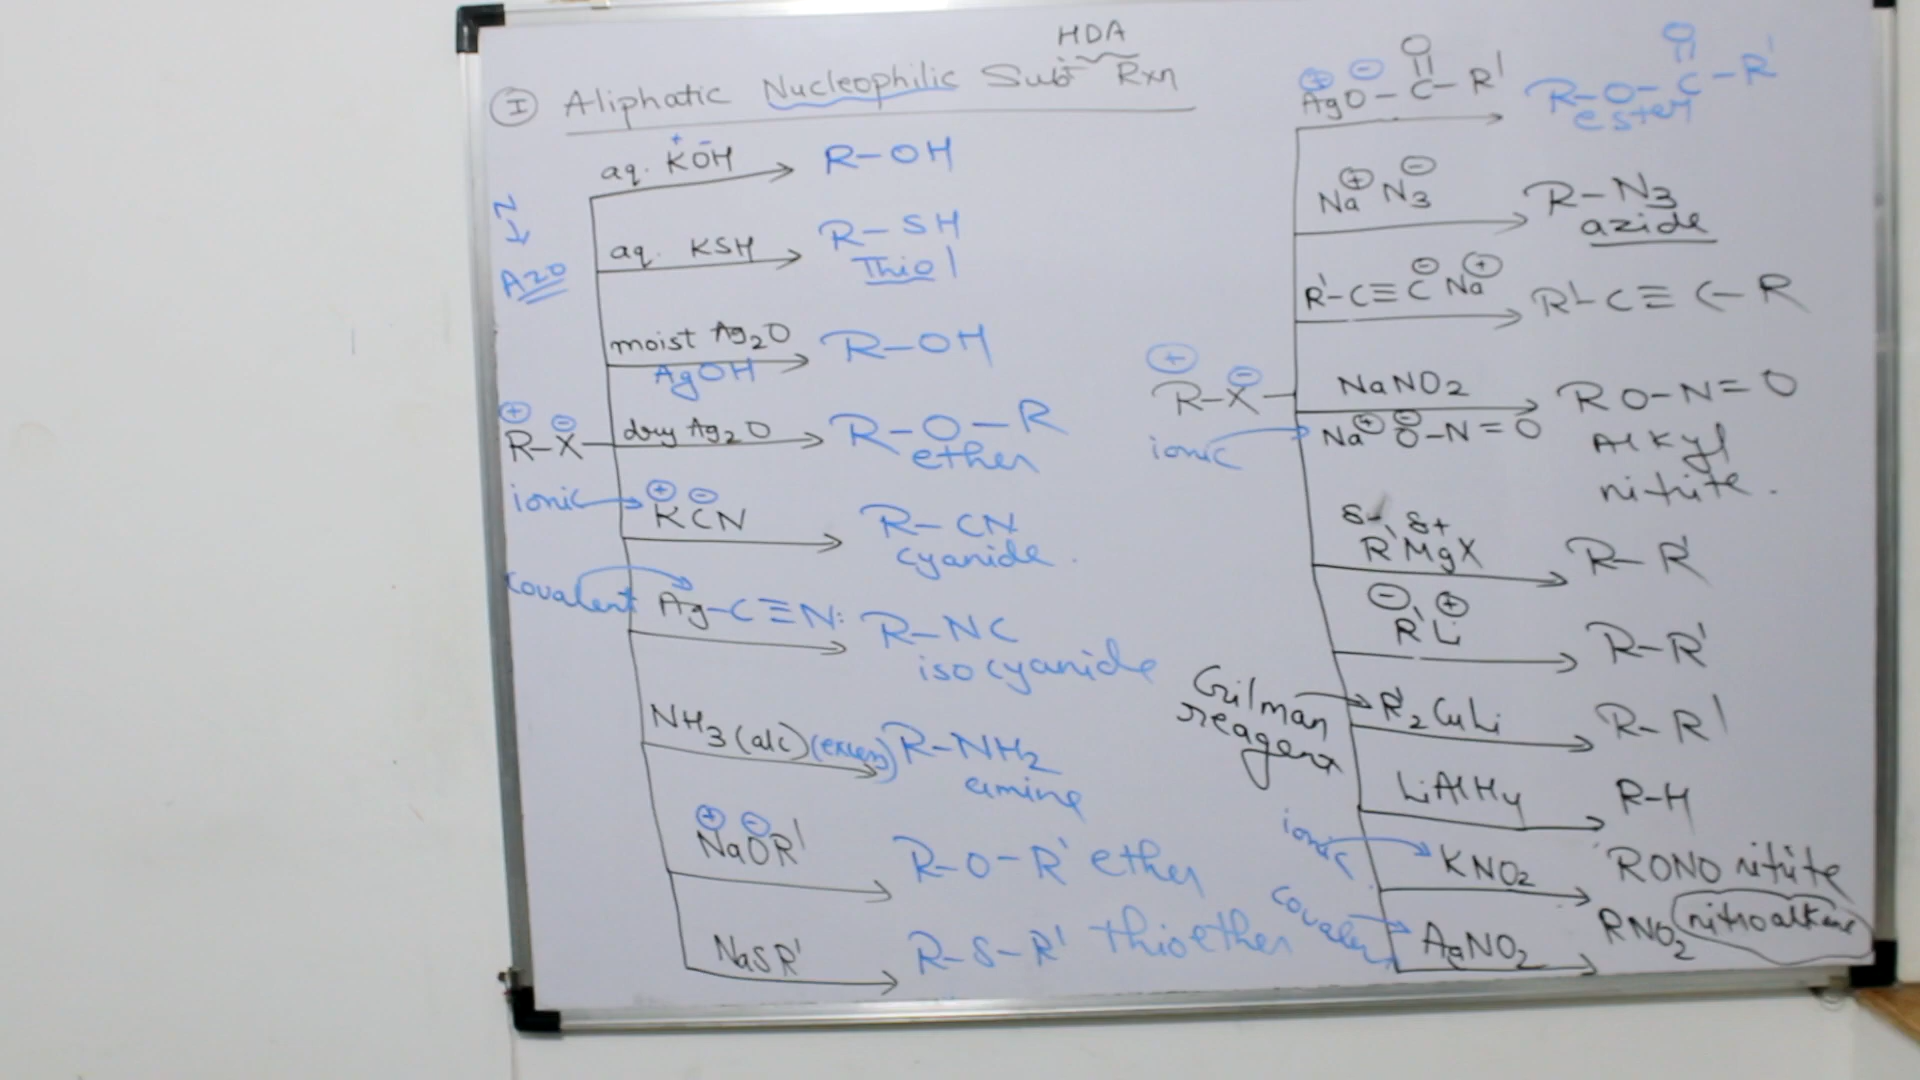 HDA
I Aliphatic Nucleophilic Subt Rxn
aq. K+ OH- R-OH
aq. KSH R-SH
Thiol
moist Ag2O R-OH
AgOH
dry Ag2O R-O-R
ether
⊕ ⊖
R-X
ionic
⊕ ⊖
KCN R-CN
cyanide
covalent Ag-C≡N: R-NC
isocyanide
NH3 (alc) (excess) R-NH2
amine
⊕ ⊖
NaOR' R-O-R' ether
NaSR' R-S-R' thioether
⊕ ⊖ O
AgO-C-R' R-O-C-R'
O
ester
Na⊕ N3⊖ R-N3
azide
R'-C≡C⊖ Na⊕ R'-C≡C-R
⊕ ⊖
R-X
ionic
NaNO2 RO-N=O
Na⊕ O⊖-N=O Alkyl
nitrite.
δ- δ+
R'MgX R-R'
⊖ ⊕
R'Li R-R'
Gilman
reagent R'2CuLi R-R'
LiAlH4 R-H
ionic KNO2 RONO nitrite
covalent AgNO2 RNO2 nitroalkane